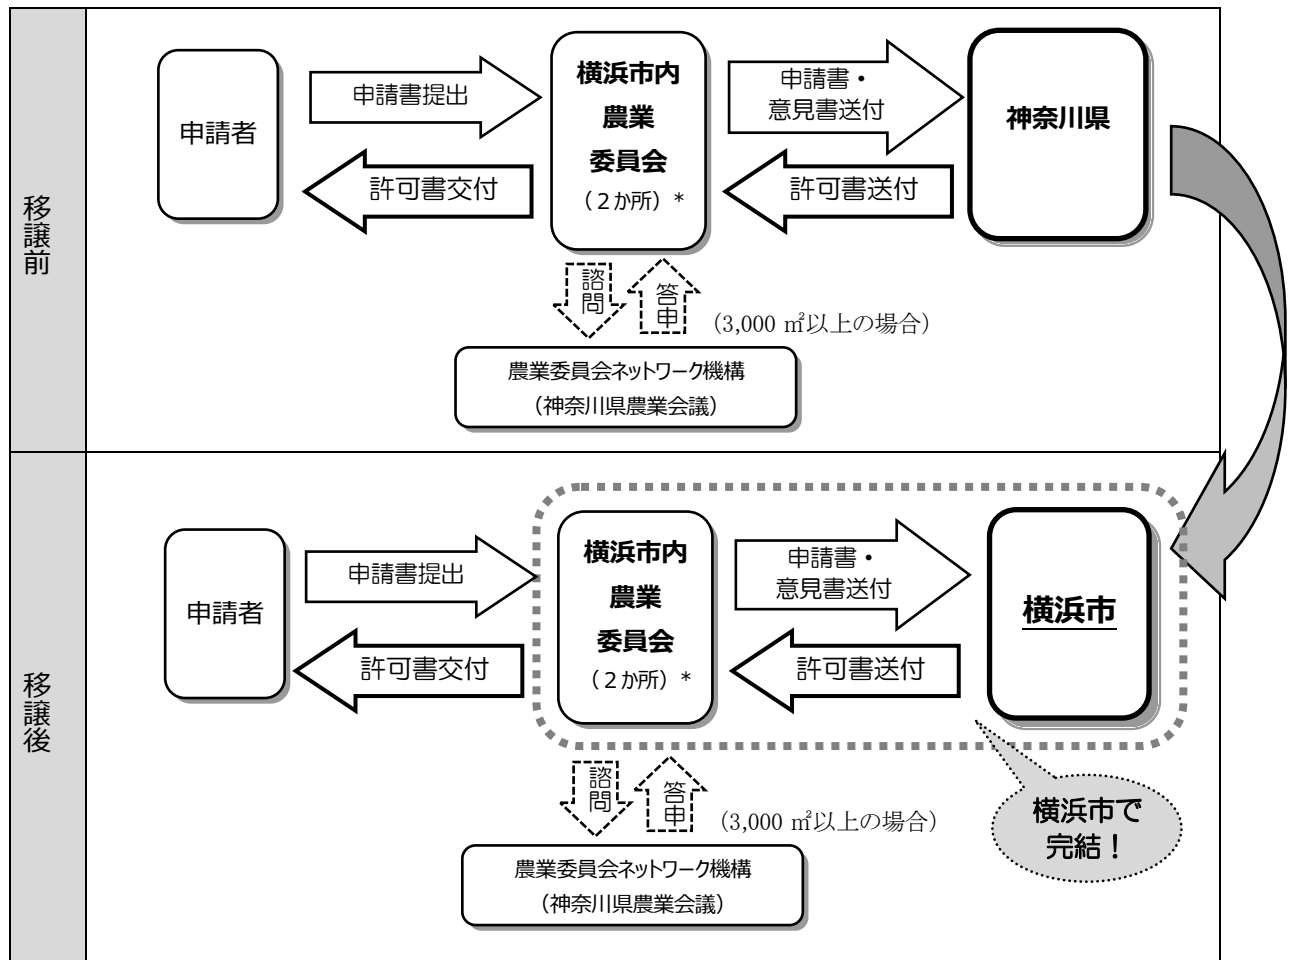 移譲前
申請者
申請書提出
許可書交付
横浜市内
農業
委員会
（２か所）*
申請書・
意見書送付
許可書送付
神奈川県
諮問
答申
（3,000 ㎡以上の場合）
農業委員会ネットワーク機構
（神奈川県農業会議）
移譲後
申請者
申請書提出
許可書交付
横浜市内
農業
委員会
（２か所）*
申請書・
意見書送付
許可書送付
横浜市
諮問
答申
（3,000 ㎡以上の場合）
農業委員会ネットワーク機構
（神奈川県農業会議）
横浜市で
完結！